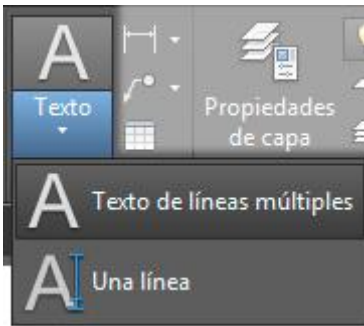 Texto
Propiedades
de capa
Texto de líneas múltiples
Una línea